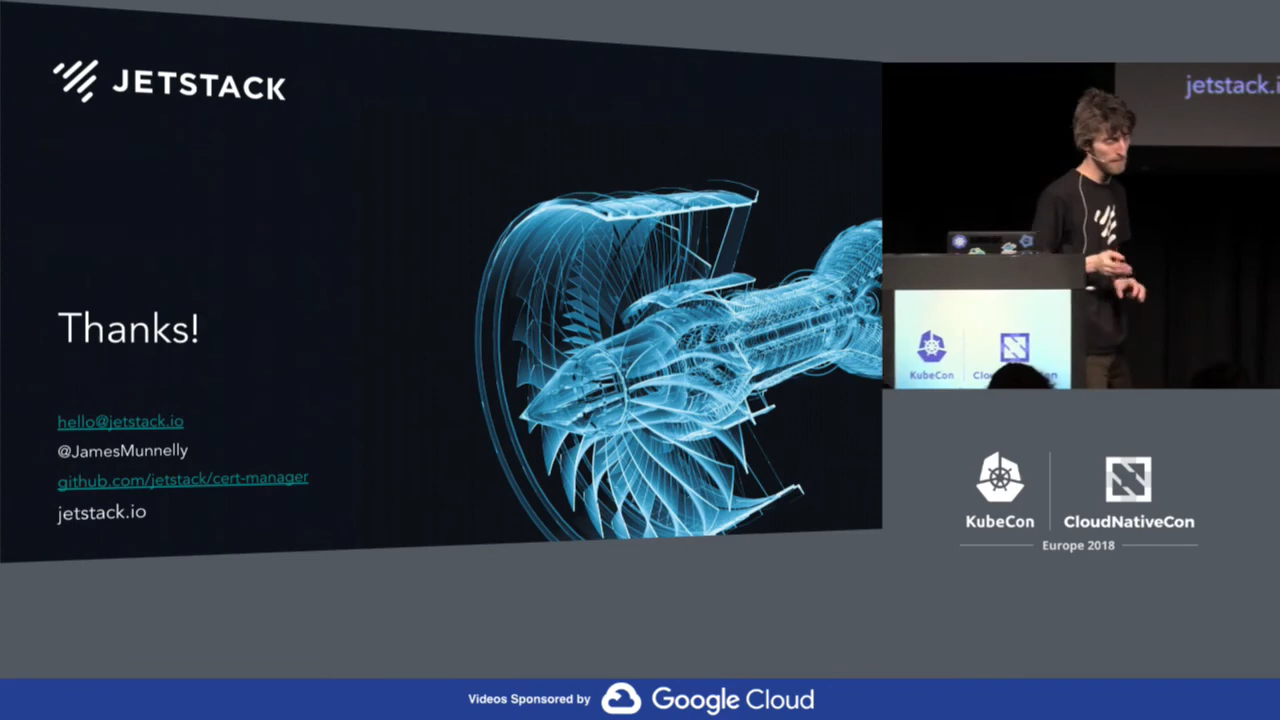 JETSTACK
Thanks!
hello@jetstack.io
@JamesMunnelly
github.com/jetstack/cert-manager
jetstack.io
jetstack.i
KubeCon
KubeCon
CloudNativeCon
Europe 2018
Videos Sponsored by Google Cloud